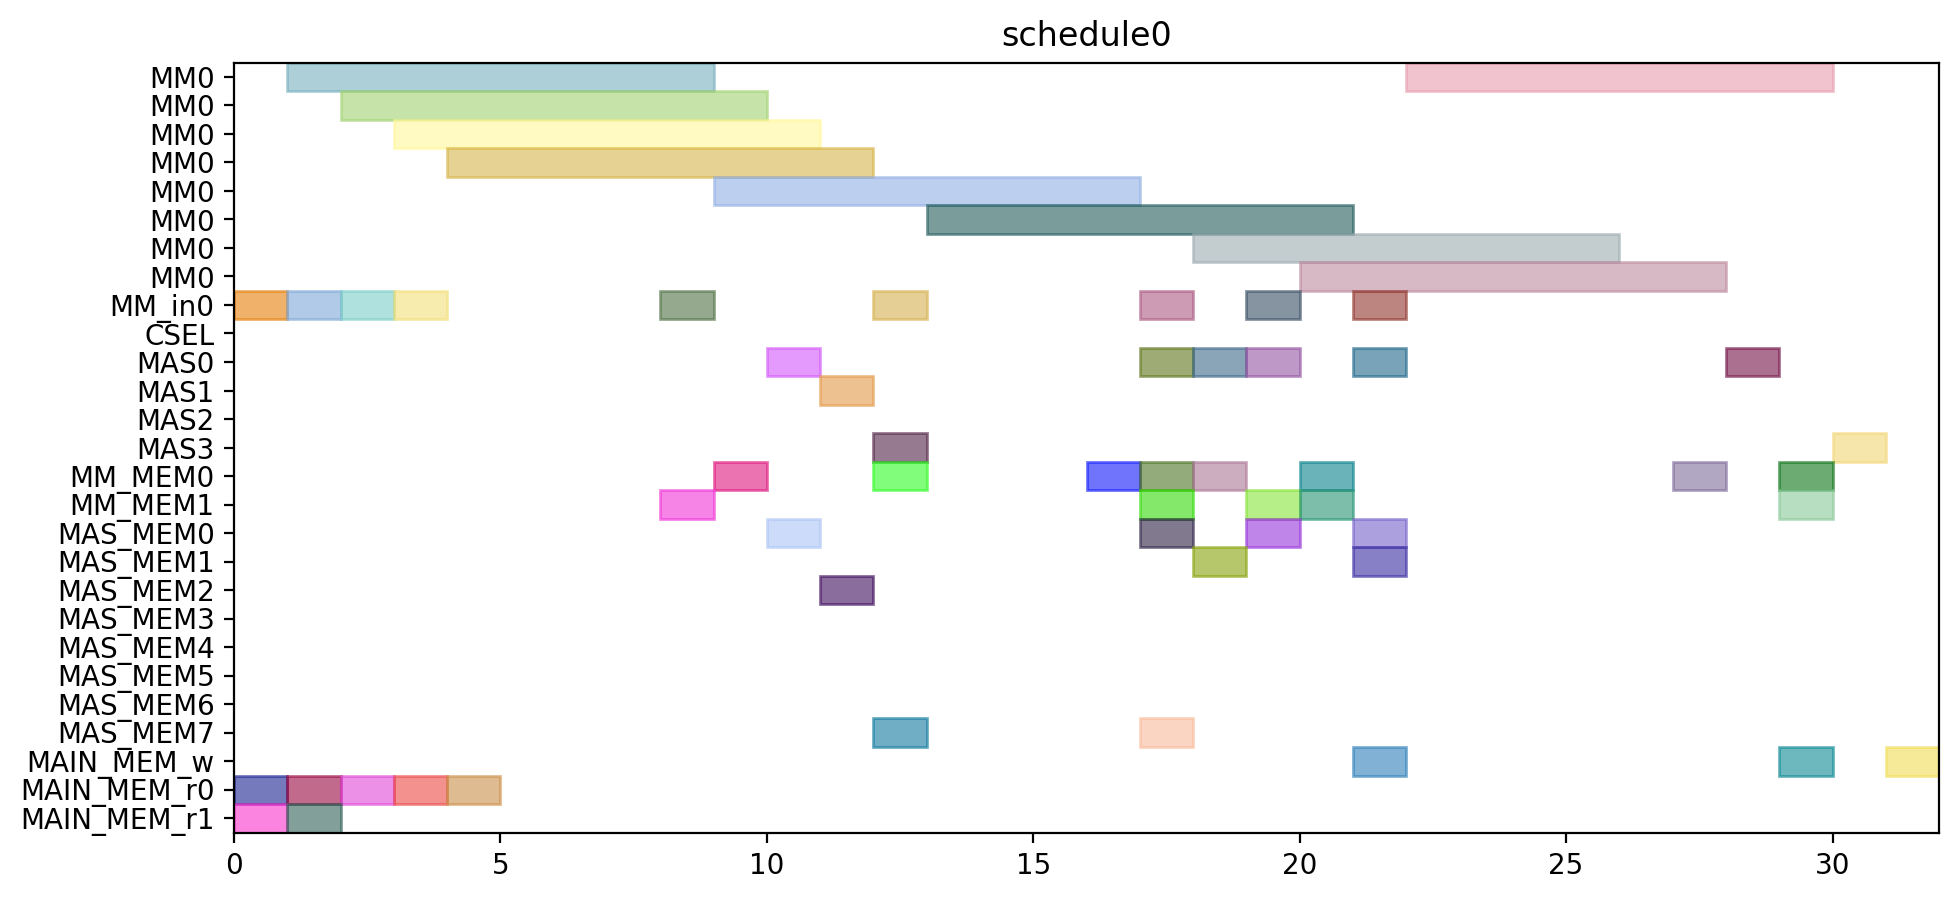 schedule0
MM0
MM0
MM0
MM0
MM0
MM0
MM0
MM0
MM_in0
CSEL
MAS0
MAS1
MAS2
MAS3
MM_MEM0
MM_MEM1
MAS_MEM0
MAS_MEM1
MAS_MEM2
MAS_MEM3
MAS_MEM4
MAS_MEM5
MAS_MEM6
MAS_MEM7
MAIN_MEM_w
MAIN_MEM_r0
MAIN_MEM_r1
0 5 10 15 20 25 30